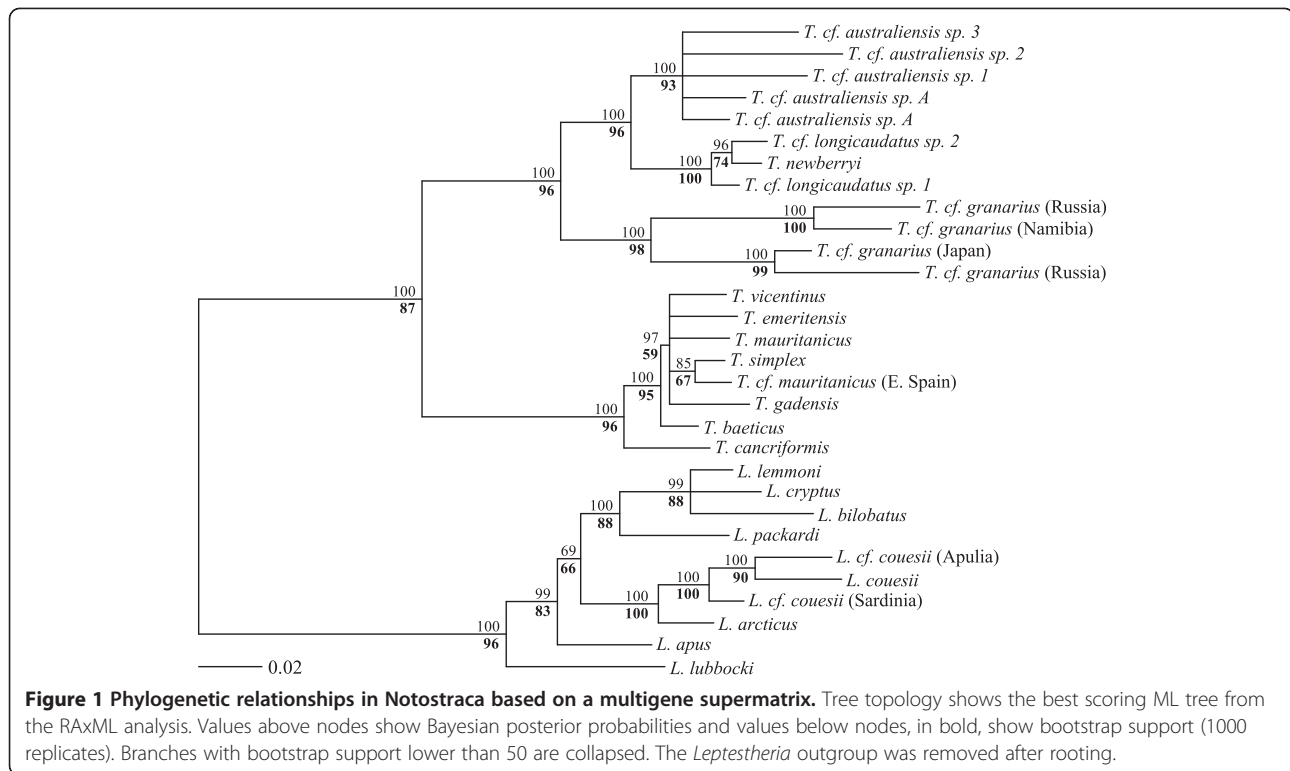 T. cf. australiensis sp. 3
T. cf. australiensis sp. 2
100
T. cf. australiensis sp. 1
93
T. cf. australiensis sp. A
100
T. cf. australiensis sp. A
96
96
T. cf. longicaudatus sp. 2
100
74
T. newberryi
100
100
T. cf. longicaudatus sp. 1
96
T. cf. granarius (Russia)
100
100
T. cf. granarius (Namibia)
100
98
T. cf. granarius (Japan)
100
99
T. cf. granarius (Russia)
100
87
T. vicentinus
T. emeritensis
97
T. mauritanicus
59
85
T. simplex
100
67
T. cf. mauritanicus (E. Spain)
95
T. gadensis
100
T. baeticus
96
T. cancriformis
L. lemmoni
99
88
L. cryptus
100
L. bilobatus
88
L. packardi
69
100
L. cf. couesii (Apulia)
66
100
90
L. couesii
99
100
100
L. cf. couesii (Sardinia)
83
100
L. arcticus
100
96
L. apus
0.02
L. lubbocki
Figure 1 Phylogenetic relationships in Notostraca based on a multigene supermatrix. Tree topology shows the best scoring ML tree from
the RAxML analysis. Values above nodes show Bayesian posterior probabilities and values below nodes, in bold, show bootstrap support (1000
replicates). Branches with bootstrap support lower than 50 are collapsed. The Leptestheria outgroup was removed after rooting.